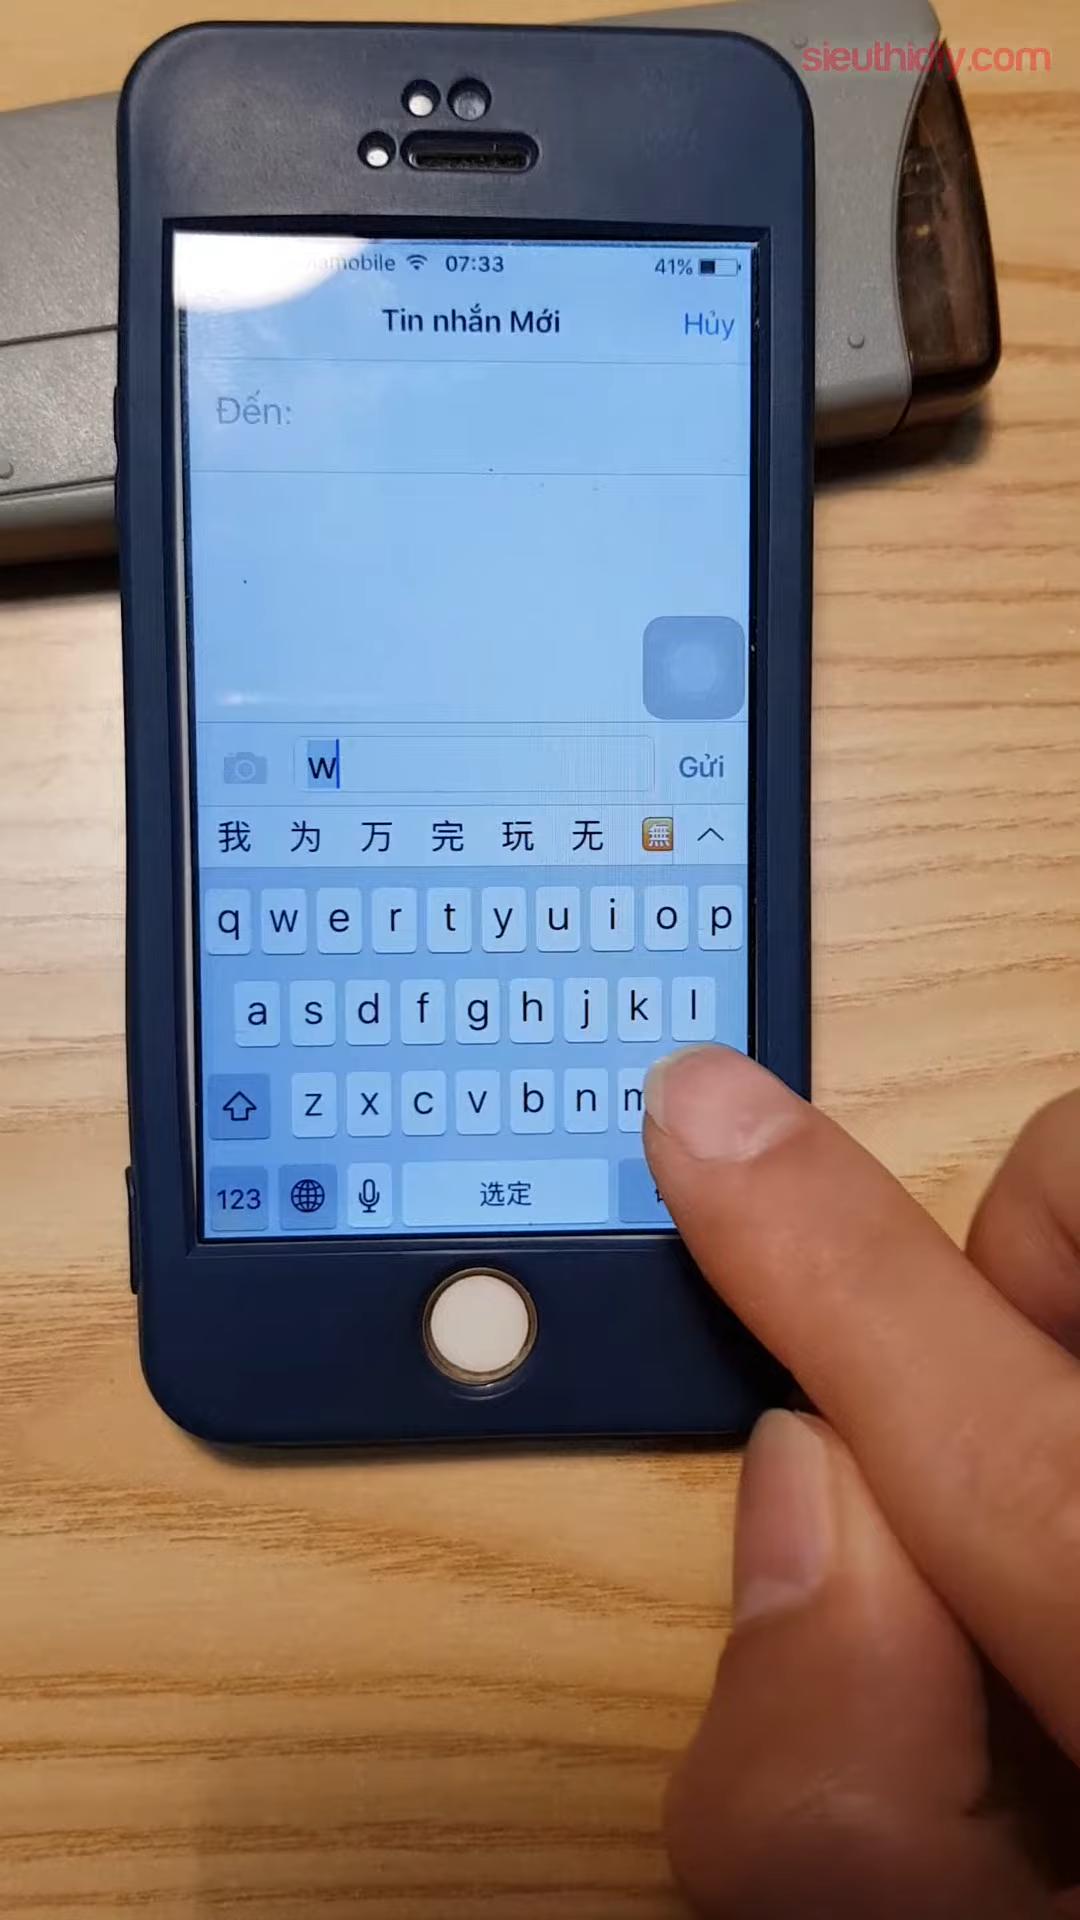 sieuthidiy.com
07:33 41%
Tin nhắn Mới Hủy
Đến:
w Gửi
我 为 万 完 玩 无
q w e r t y u i o p
a s d f g h j k l
z x c v b n m
123 选定